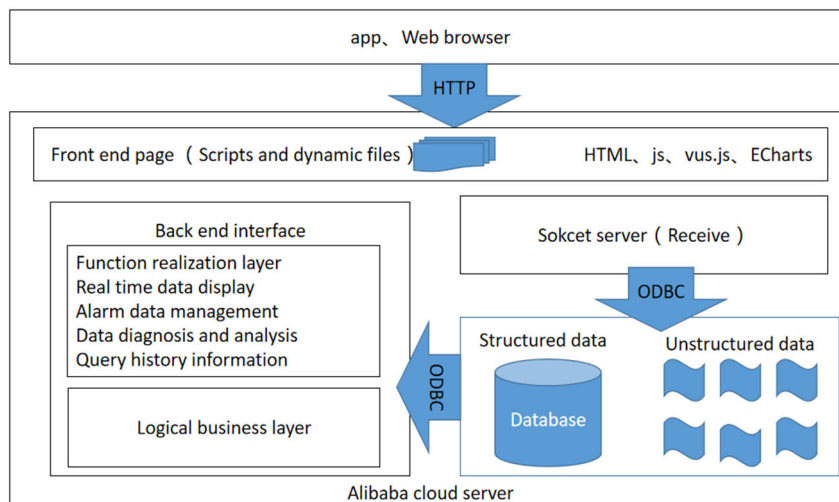 app、Web browser
HTTP
Front end page（Scripts and dynamic files）
HTML、js、vus.js、ECharts
Back end interface
Function realization layer
Real time data display
Alarm data management
Data diagnosis and analysis
Query history information
Logical business layer
Sokcet server（Receive）
ODBC
Structured data
Unstructured data
Database
ODBC
Alibaba cloud server